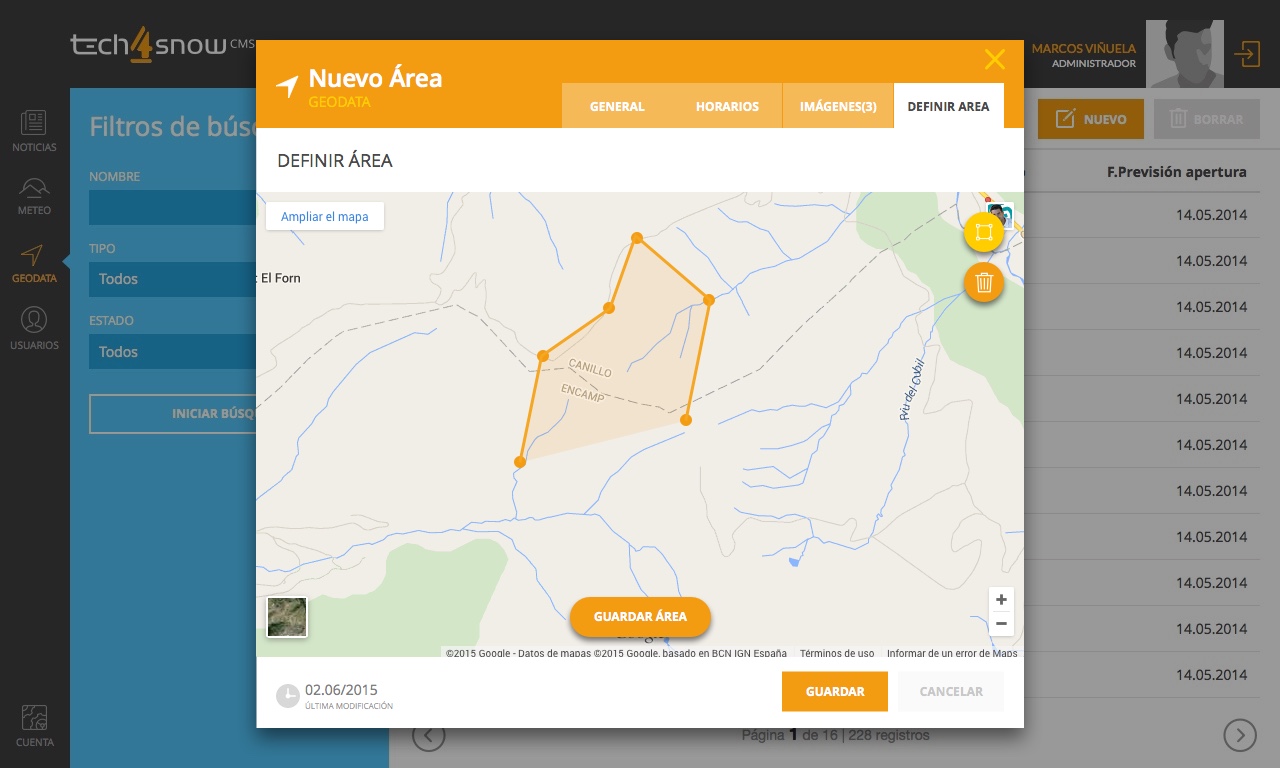 tech4snow CMS
MARCOS VIÑUELA
ADMINISTRADOR
NOTICIAS
METEO
GEODATA
USUARIOS
CUENTA
Filtros de búsq
NOMBRE
TIPO
Todos
ESTADO
Todos
INICIAR BÚSQU
NUEVO
BORRAR
F.Previsión apertura
14.05.2014
14.05.2014
14.05.2014
14.05.2014
14.05.2014
14.05.2014
14.05.2014
14.05.2014
14.05.2014
14.05.2014
14.05.2014
Página 1 de 16 | 228 registros
Nuevo Área
GEODATA
GENERAL
HORARIOS
IMÁGENES(3)
DEFINIR AREA
DEFINIR ÁREA
Ampliar el mapa
El Forn
CANILLO
ENCAMP
Riu del Cubil
GUARDAR ÁREA
©2015 Google - Datos de mapas ©2015 Google, basado en BCN IGN España
Términos de uso
Informar de un error de Maps
02.06/2015
ÚLTIMA MODIFICACIÓN
GUARDAR
CANCELAR